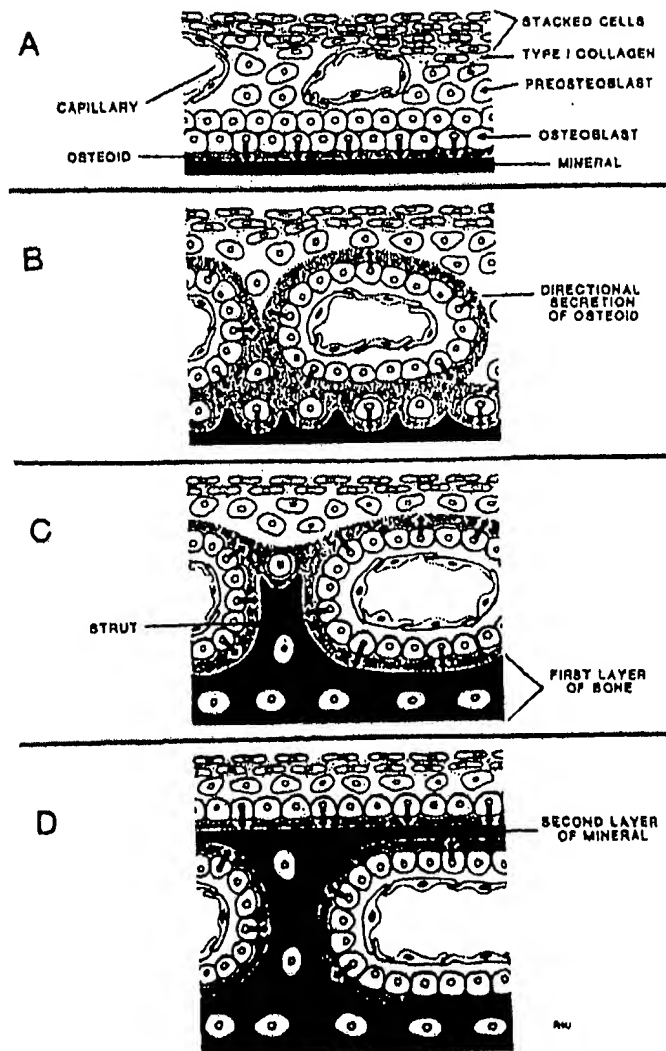 A
STACKED CELLS
TYPE I COLLAGEN
PREOSTEOBLAST
CAPILLARY
OSTEOBLAST
OSTEOID
MINERAL
B
DIRECTIONAL
SECRETION
OF OSTEOID
C
STRUT
FIRST LAYER
OF BONE
D
SECOND LAYER
OF MINERAL